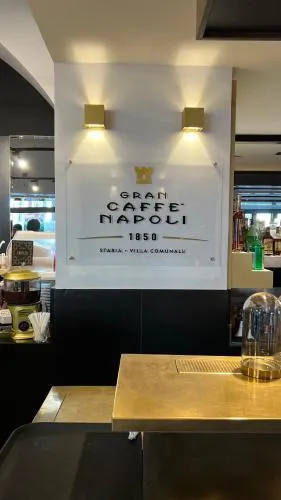 GRAN
CAFFE'
NAPOLI
1850
STABIA - VILLA COMUNALE